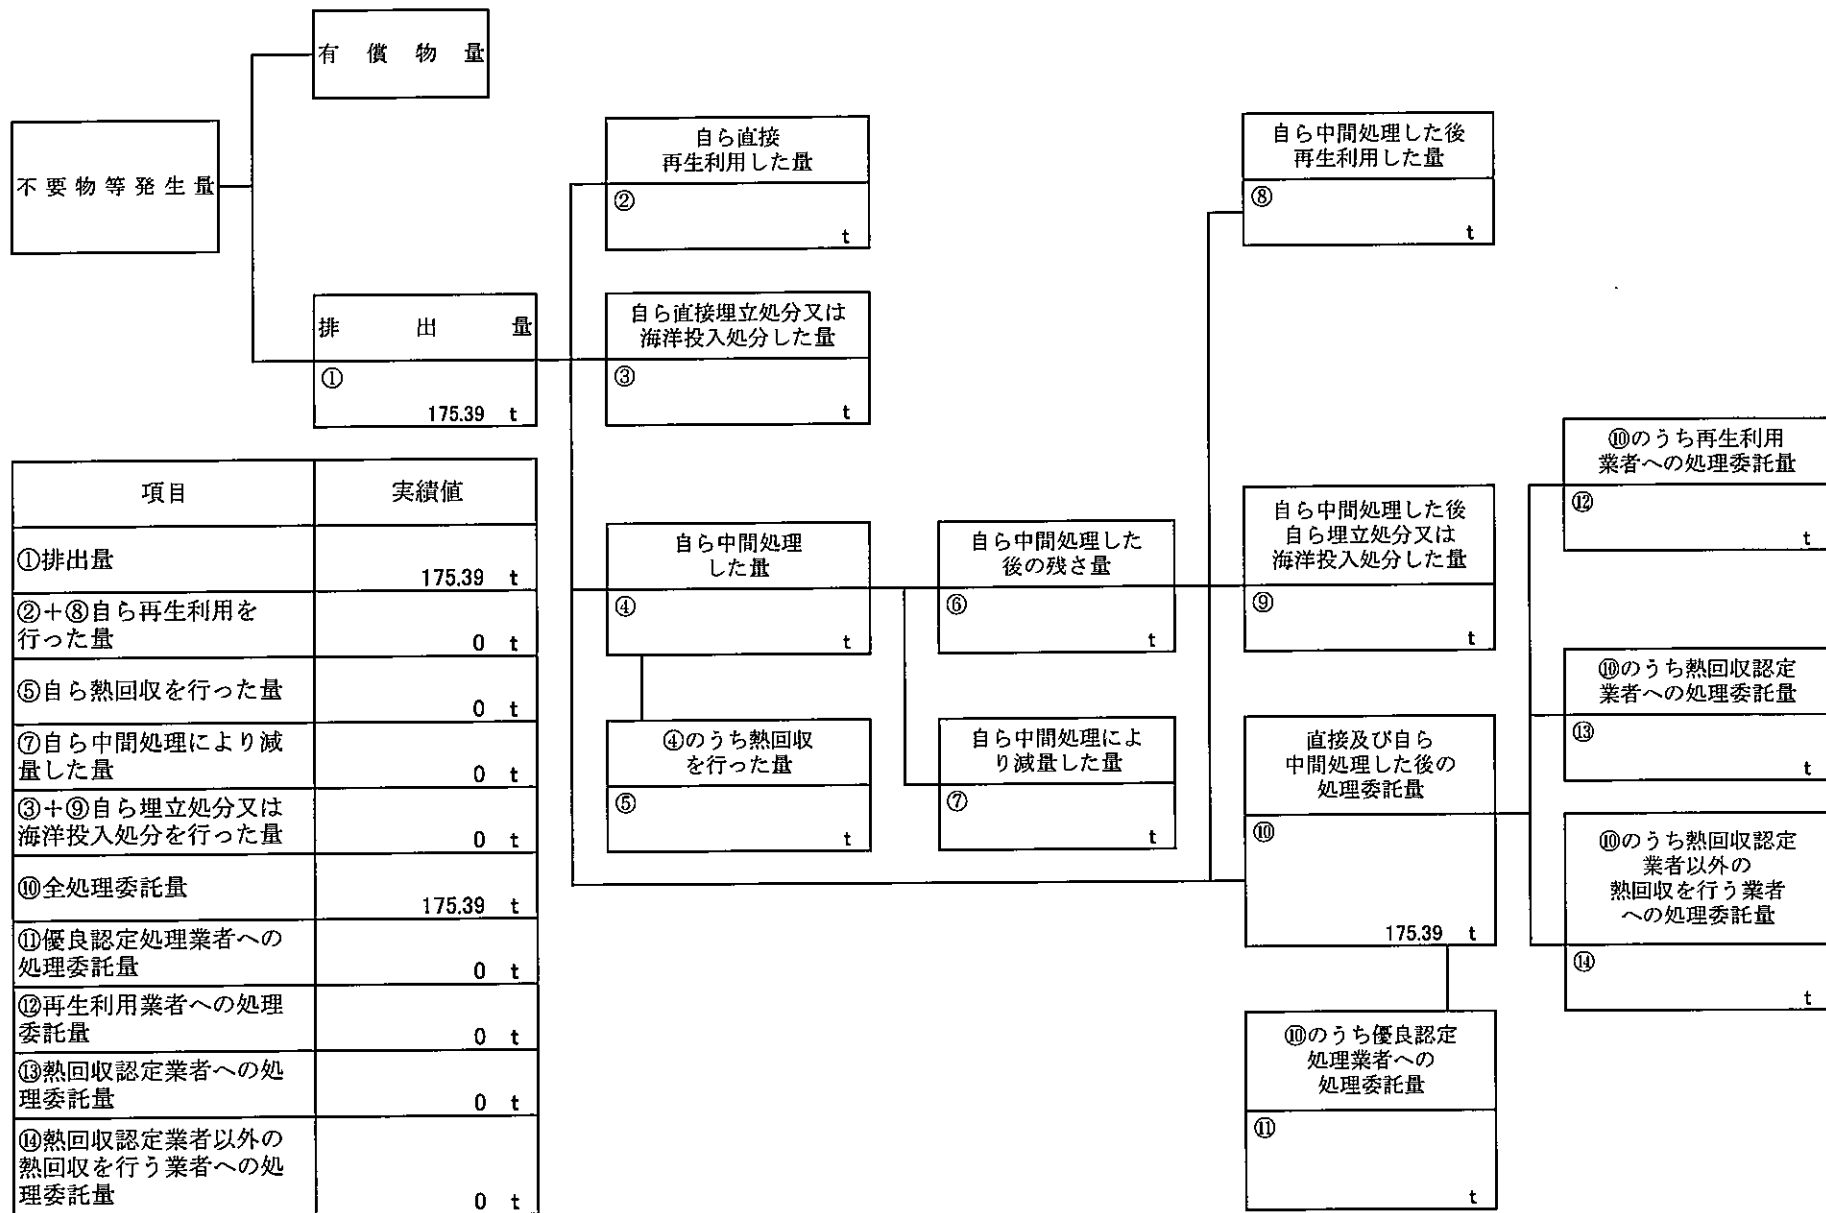 有償物量
不要物等発生量
排出量
①
175.39 t
自ら直接
再生利用した量
②
t
自ら直接埋立処分又は
海洋投入処分した量
③
t
自ら中間処理
した量
④
t
④のうち熱回収
を行った量
⑤
t
自ら中間処理した
後の残さ量
⑥
t
自ら中間処理によ
り減量した量
⑦
t
自ら中間処理した後
再生利用した量
⑧
t
自ら中間処理した後
自ら埋立処分又は
海洋投入処分した量
⑨
t
直接及び自ら
中間処理した後の
処理委託量
⑩
175.39 t
⑩のうち優良認定
処理業者への
処理委託量
⑪
t
⑩のうち再生利用
業者への処理委託量
⑫
t
⑩のうち熱回収認定
業者への処理委託量
⑬
t
⑩のうち熱回収認定
業者以外の
熱回収を行う業者
への処理委託量
⑭
t
項目 実績値
①排出量
175.39 t
②+⑧自ら再生利用を
行った量
0 t
⑤自ら熱回収を行った量
0 t
⑦自ら中間処理により減
量した量
0 t
③+⑨自ら埋立処分又は
海洋投入処分を行った量
0 t
⑩全処理委託量
175.39 t
⑪優良認定処理業者への
処理委託量
0 t
⑫再生利用業者への処理
委託量
0 t
⑬熱回収認定業者への処
理委託量
0 t
⑭熱回収認定業者以外の
熱回収を行う業者への処
理委託量
0 t